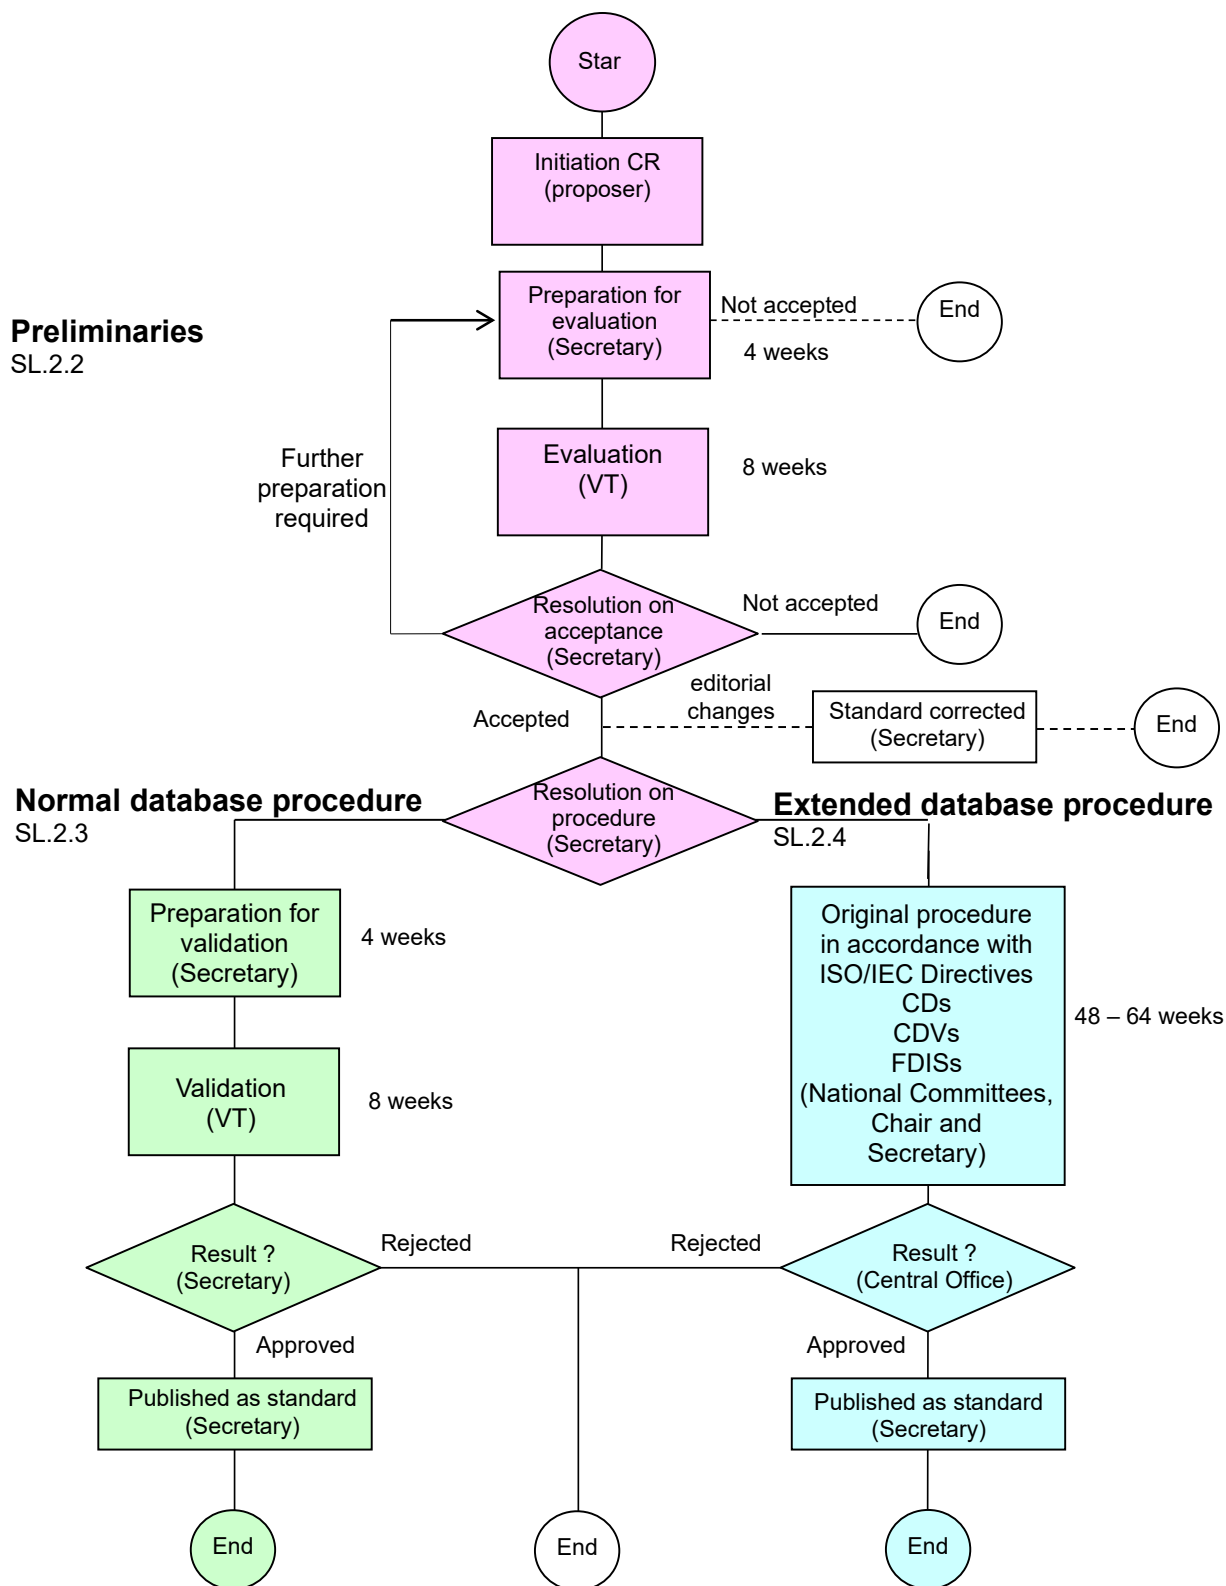 Star
Initiation CR
(proposer)
Preparation for
evaluation
(Secretary)
Not accepted
4 weeks
End
Preliminaries
SL.2.2
Further
preparation
required
Evaluation
(VT)
8 weeks
Resolution on
acceptance
(Secretary)
Not accepted
End
Accepted
editorial
changes
Standard corrected
(Secretary)
End
Normal database procedure
SL.2.3
Resolution on
procedure
(Secretary)
Extended database procedure
SL.2.4
Preparation for
validation
(Secretary)
4 weeks
Validation
(VT)
8 weeks
Original procedure
in accordance with
ISO/IEC Directives
CDs
CDVs
FDISs
(National Committees,
Chair and
Secretary)
48 – 64 weeks
Result ?
(Secretary)
Rejected
Rejected
Result ?
(Central Office)
Approved
Approved
Published as standard
(Secretary)
Published as standard
(Secretary)
End
End
End